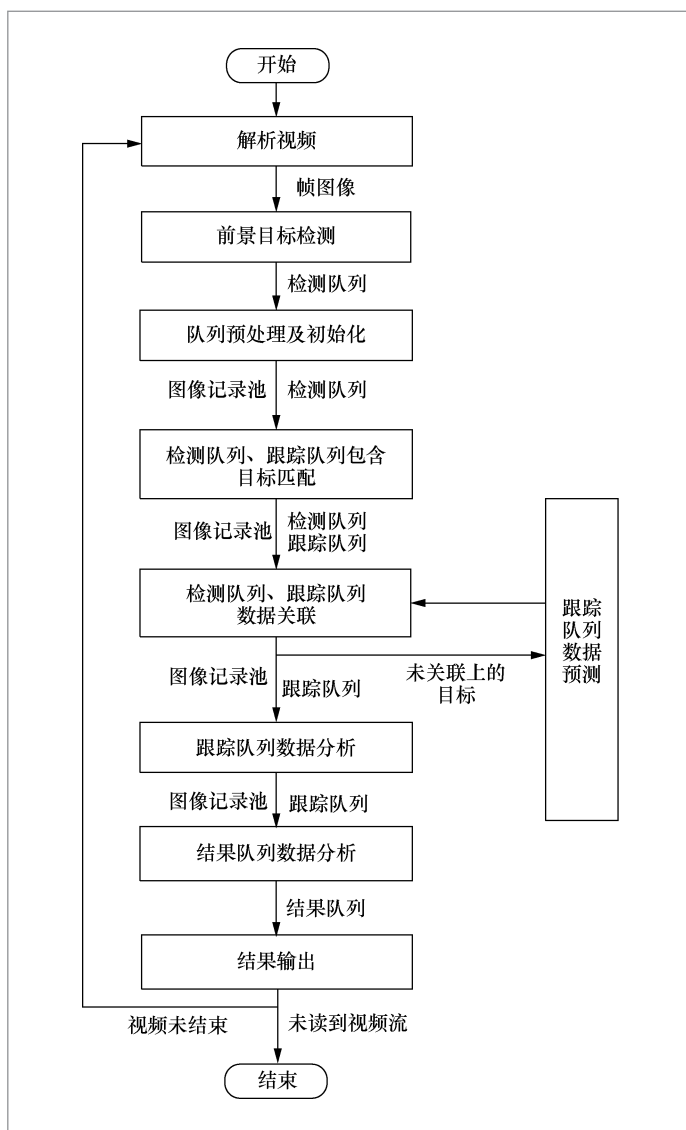 开始
解析视频
帧图像
前景目标检测
检测队列
队列预处理及初始化
图像记录池
检测队列
检测队列、跟踪队列包含
目标匹配
图像记录池
检测队列
跟踪队列
检测队列、跟踪队列
数据关联
跟踪
队列
数据
预测
未关联上的
目标
图像记录池
跟踪队列
跟踪队列数据分析
图像记录池
跟踪队列
结果队列数据分析
结果队列
结果输出
视频未结束
未读到视频流
结束